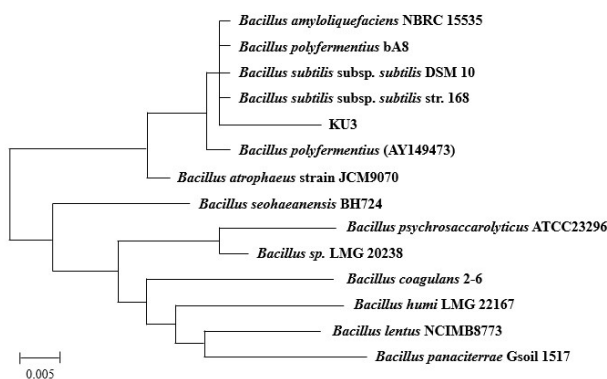 Bacillus amyloliquefaciens NBRC 15535
Bacillus polyfermentius bA8
Bacillus subtilis subsp. subtilis DSM 10
Bacillus subtilis subsp. subtilis str. 168
KU3
Bacillus polyfermentius (AY149473)
Bacillus atrophaeus strain JCM9070
Bacillus seohaeanensis BH724
Bacillus psychrosaccarolyticus ATCC23296
Bacillus sp. LMG 20238
Bacillus coagulans 2-6
Bacillus humi LMG 22167
Bacillus lentus NCIMB8773
Bacillus panaciterrae Gsoil 1517
0.005